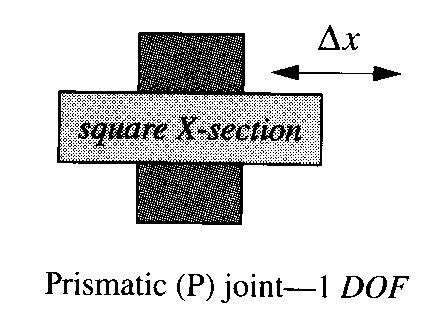 Δx
square X-section
Prismatic (P) joint—1 DOF